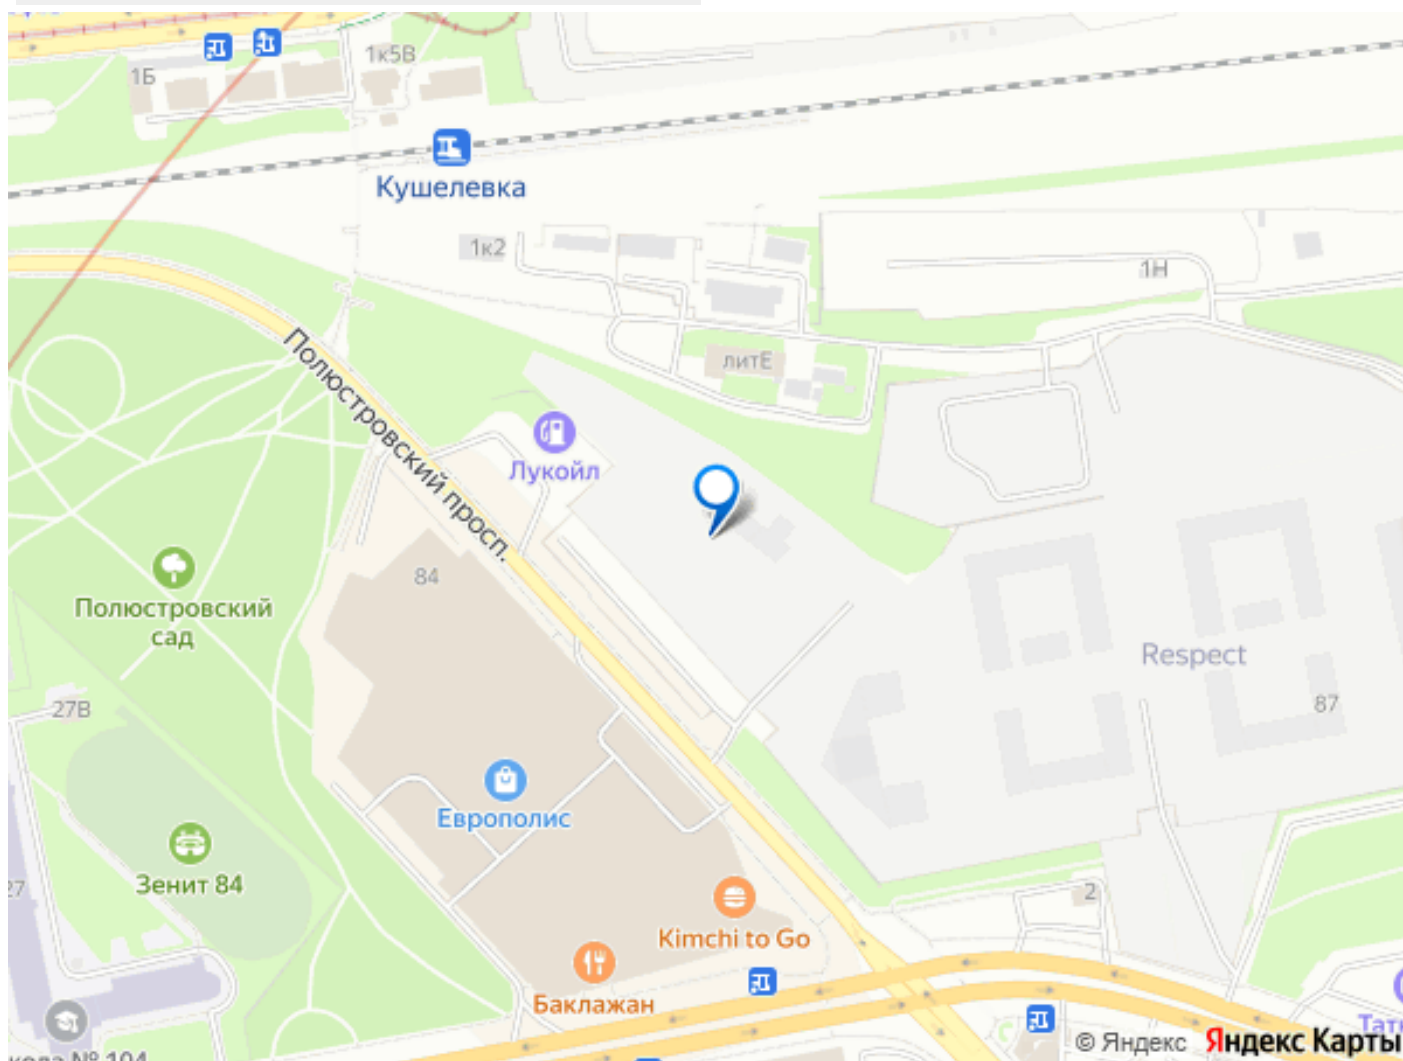 1к5В
1Б
Кушелевка
1к2
1Н
литЕ
Полюстровский просп.
Лукойл
84
Полюстровский
сад
Respect
87
27В
Европолис
Зенит 84
27
2
Kimchi to Go
Баклажан
© Яндекс Яндекс Карты